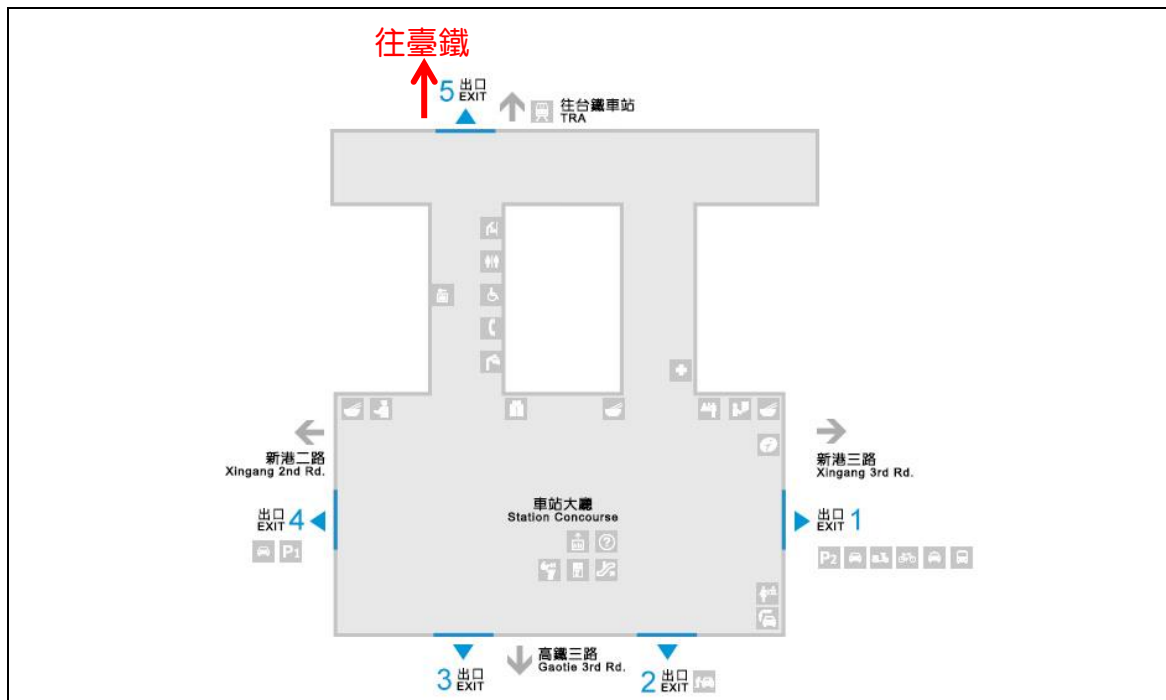 往臺鐵
5 出口
EXIT
往台鐵車站
TRA
新港二路
Xingang 2nd Rd.
新港三路
Xingang 3rd Rd.
車站大廳
Station Concourse
出口
EXIT 4
P1
出口
EXIT 1
P2
高鐵三路
Gaotie 3rd Rd.
3 出口
EXIT
2 出口
EXIT